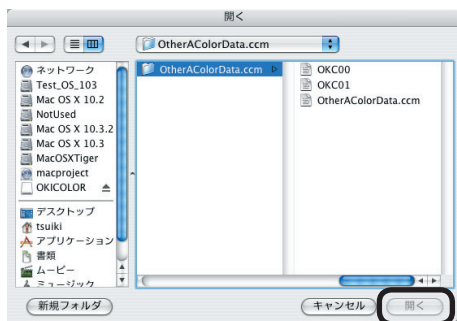 開く
OtherAColorData.ccm
ネットワーク
Test_OS_103
Mac OS X 10.2
NotUsed
Mac OS X 10.3.2
Mac OS X 10.3
MacOSXTiger
macproject
OKICOLOR
デスクトップ
tsuiki
アプリケーション
書類
ムービー
ミュージック
OtherAColorData.ccm
OKC00
OKC01
OtherAColorData.ccm
新規フォルダ
キャンセル
開く